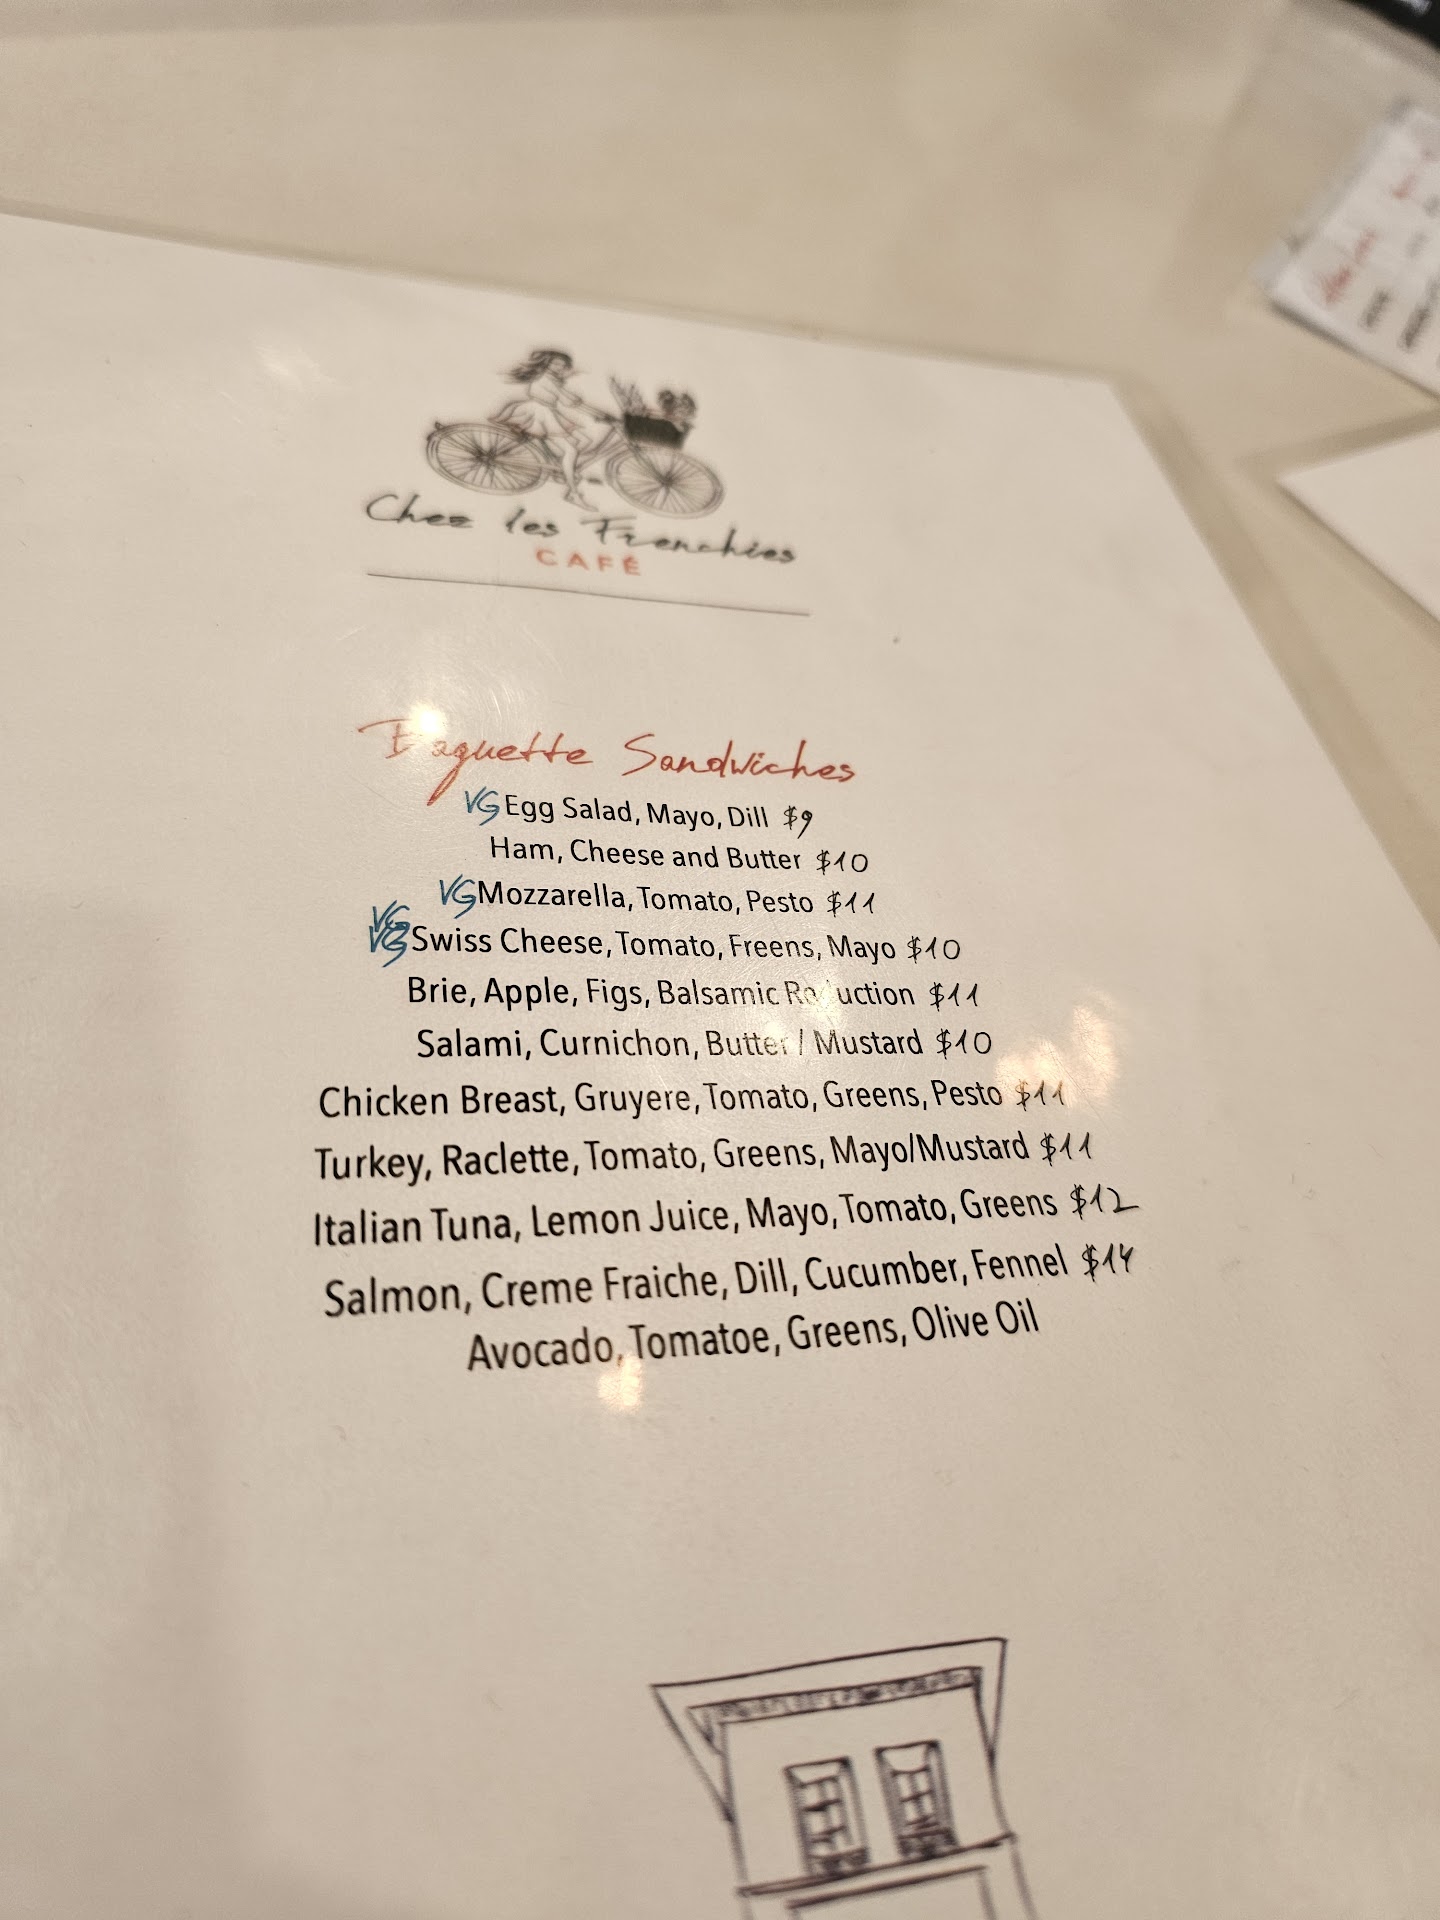 Chez les Frenchies
CAFÉ
Baguette Sandwiches
VG Egg Salad, Mayo, Dill $9
Ham, Cheese and Butter $10
VG Mozzarella, Tomato, Pesto $11
VG
VG Swiss Cheese, Tomato, Freens, Mayo $10
Brie, Apple, Figs, Balsamic Reduction $11
Salami, Curnichon, Butter / Mustard $10
Chicken Breast, Gruyere, Tomato, Greens, Pesto $11
Turkey, Raclette, Tomato, Greens, Mayo/Mustard $11
Italian Tuna, Lemon Juice, Mayo, Tomato, Greens $12
Salmon, Creme Fraiche, Dill, Cucumber, Fennel $14
Avocado, Tomatoe, Greens, Olive Oil